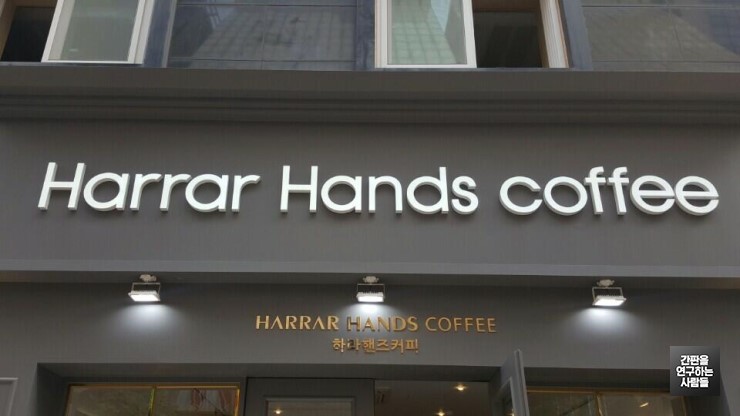 Harrar Hands coffee
HARRAR HANDS COFFEE
하라핸즈커피
간판을
연구하는
사람들